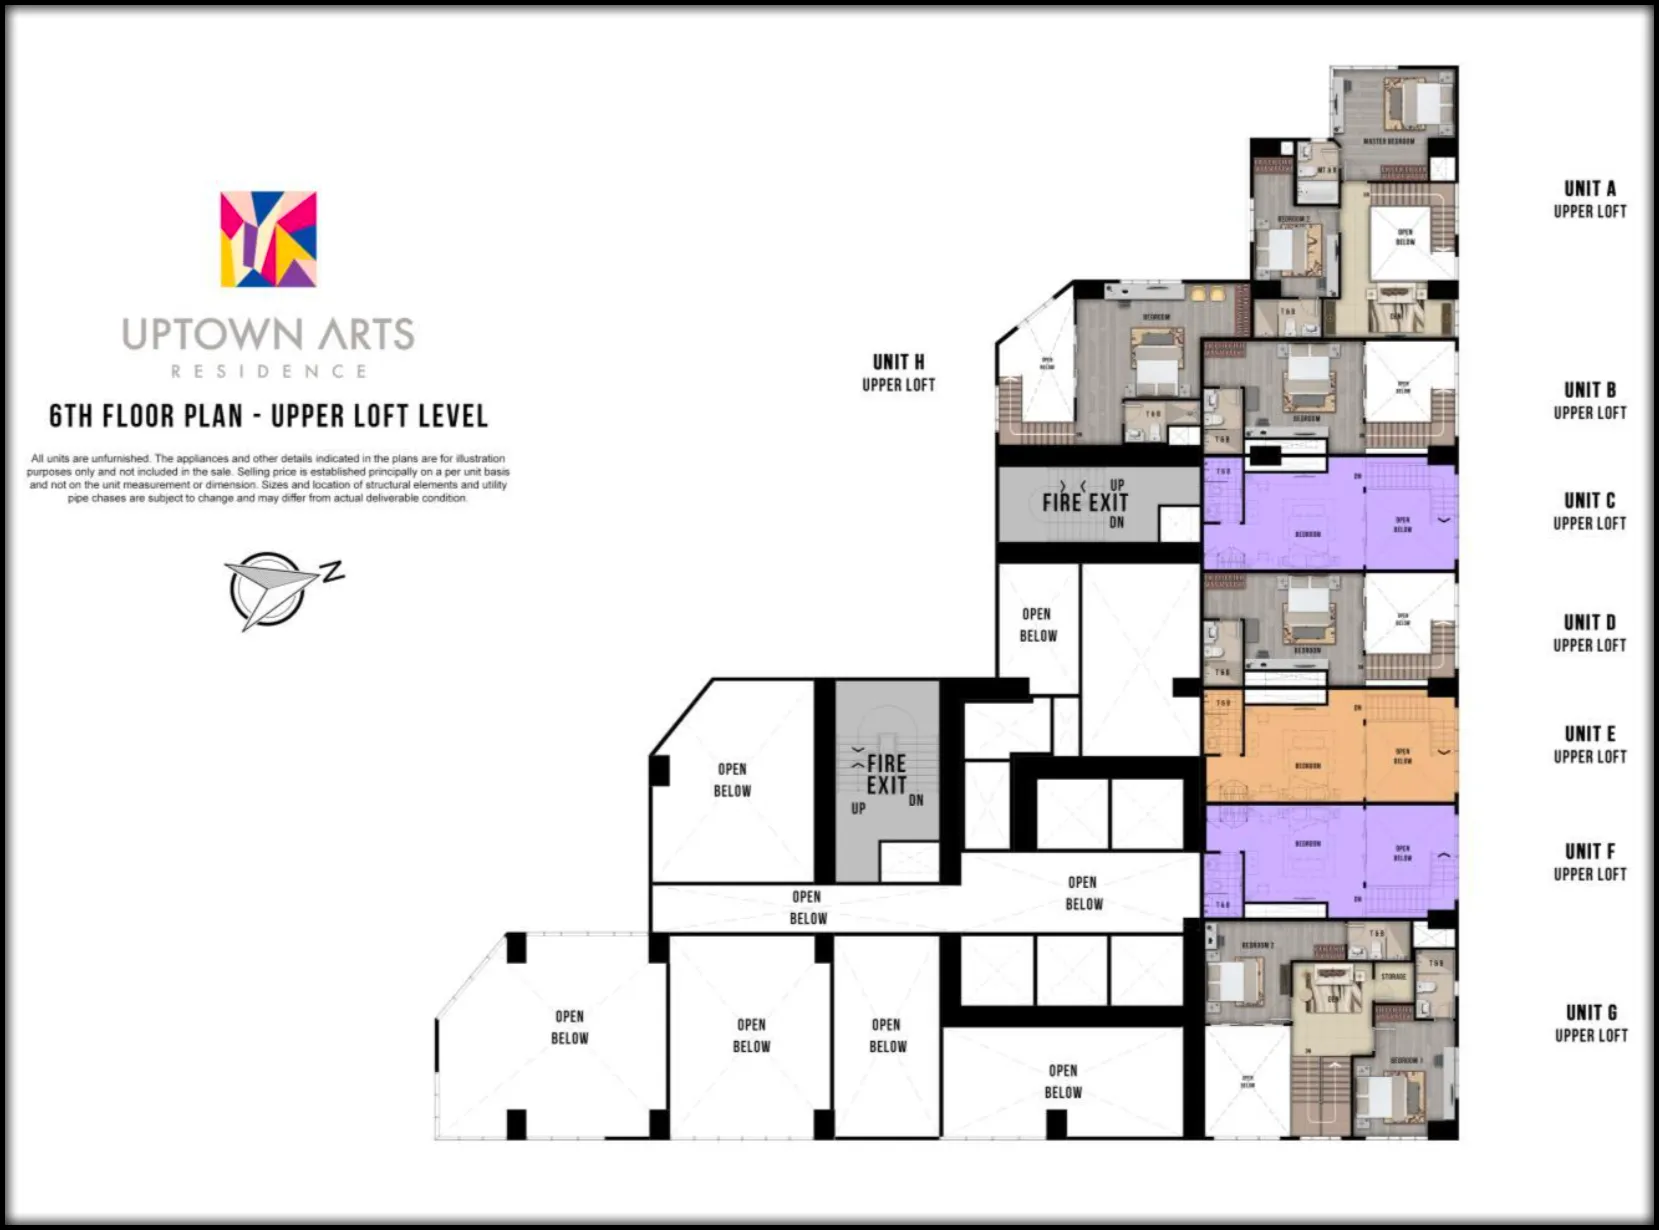 UPTOWN ARTS
RESIDENCE
6TH FLOOR PLAN - UPPER LOFT LEVEL
All units are unfurnished. The appliances and other details indicated in the plans are for illustration
purposes only and not included in the sale. Selling price is established principally on a per unit basis
and not on the unit measurement or dimension. Sizes and location of structural elements and utility
pipe chases are subject to change and may differ from actual deliverable condition.
N
MASTER BEDROOM
BEDROOM 2
OPEN
BELOW
T&B
DEN
UNIT A
UPPER LOFT
UNIT H
UPPER LOFT
BEDROOM
OPEN
BELOW
T&B
DN
OPEN
BELOW
BEDROOM
T&B
DN
UNIT B
UPPER LOFT
UP
FIRE EXIT
DN
T&B
DN
OPEN
BELOW
BEDROOM
UNIT C
UPPER LOFT
OPEN
BELOW
OPEN
BELOW
BEDROOM
T&B
DN
UNIT D
UPPER LOFT
T&B
DN
OPEN
BELOW
BEDROOM
UNIT E
UPPER LOFT
OPEN
BELOW
FIRE
EXIT
UP
DN
BEDROOM
OPEN
BELOW
T&B
DN
UNIT F
UPPER LOFT
OPEN
BELOW
OPEN
BELOW
BEDROOM 2
T&B
T&B
STORAGE
DEN
DN
BEDROOM 1
OPEN
BELOW
UNIT G
UPPER LOFT
OPEN
BELOW
OPEN
BELOW
OPEN
BELOW
OPEN
BELOW